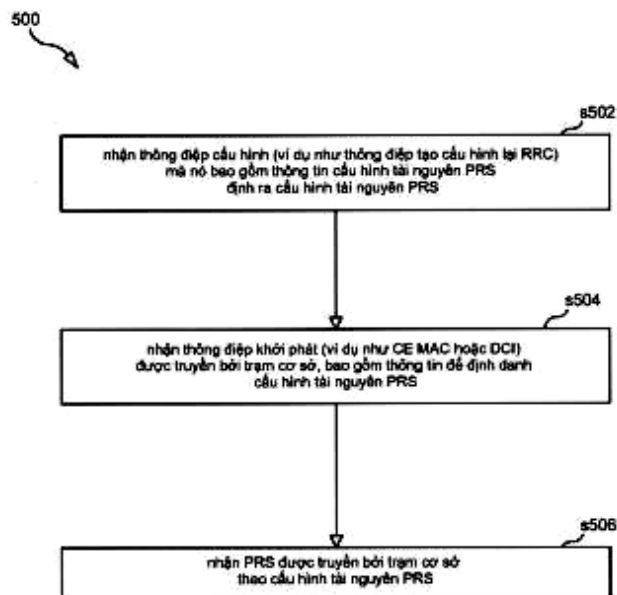 500
s502
nhận thông điệp cấu hình (ví dụ như thông điệp tạo cấu hình lại RRC)
mà nó bao gồm thông tin cấu hình tài nguyên PRS
định ra cấu hình tài nguyên PRS
s504
nhận thông điệp khởi phát (ví dụ như CE MAC hoặc DCI)
được truyền bởi trạm cơ sở, bao gồm thông tin để định danh
cấu hình tài nguyên PRS
s506
nhận PRS được truyền bởi trạm cơ sở
theo cấu hình tài nguyên PRS